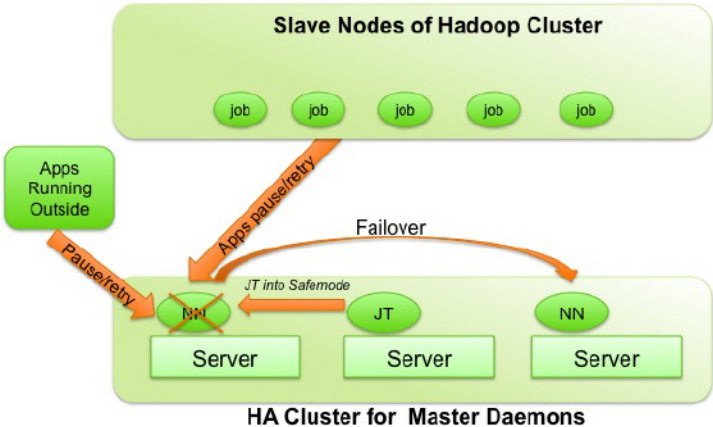 Slave Nodes of Hadoop Cluster
job
job
job
job
job
Apps
Running
Outside
Apps pause/retry
Pause/retry
Failover
JT into Safemode
NN
JT
NN
Server
Server
Server
HA Cluster for Master Daemons